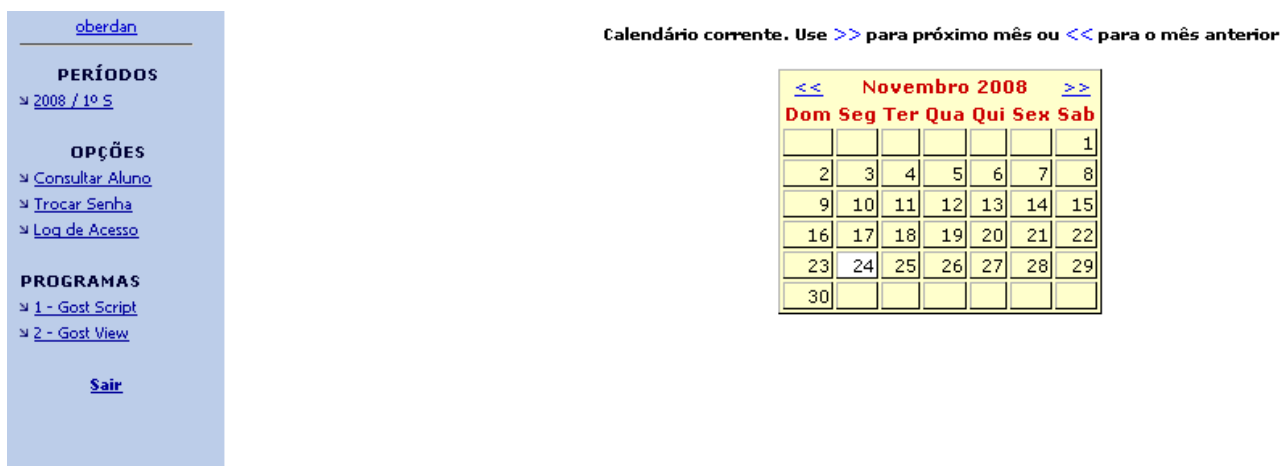 oberdan
PERÍODOS
2008 / 1º S
OPÇÕES
Consultar Aluno
Trocar Senha
Log de Acesso
PROGRAMAS
1 - Gost Script
2 - Gost View
Sair
Calendário corrente. Use >> para próximo mês ou << para o mês anterior
<< Novembro 2008 >>
Dom Seg Ter Qua Qui Sex Sab
1
2 3 4 5 6 7 8
9 10 11 12 13 14 15
16 17 18 19 20 21 22
23 24 25 26 27 28 29
30